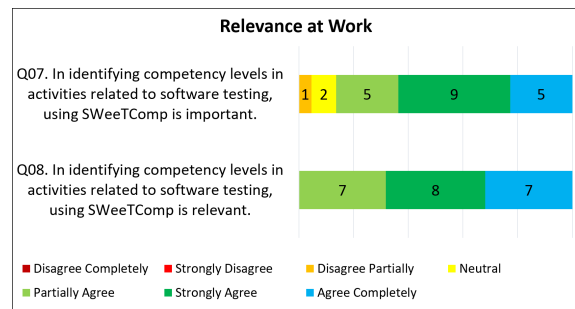 Relevance at Work
Q07. In identifying competency levels in
activities related to software testing,
using SWeeTComp is important.
1 2 5 9 5
Q08. In identifying competency levels in
activities related to software testing,
using SWeeTComp is relevant.
7 8 7
Disagree Completely Strongly Disagree Disagree Partially Neutral
Partially Agree Strongly Agree Agree Completely